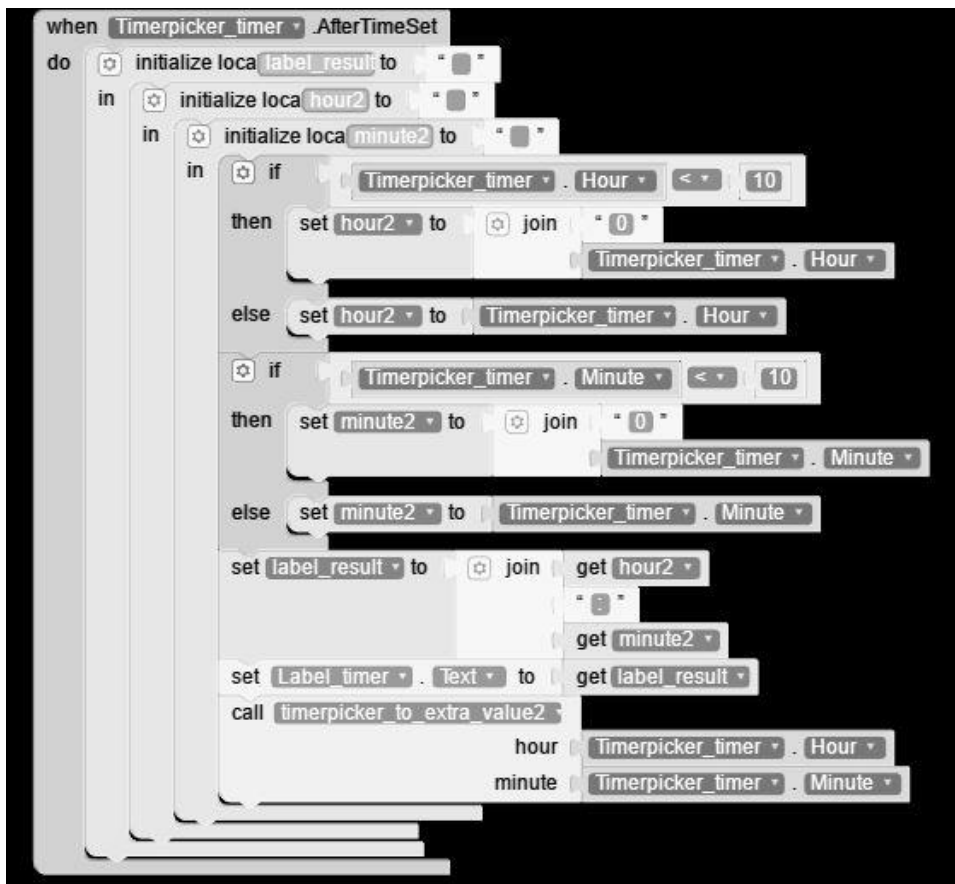 when Timerpicker_timer .AfterTimeSet
do initialize loca label_result to " "
in initialize loca hour2 to " "
in initialize loca minute2 to " "
in if Timerpicker_timer . Hour < 10
then set hour2 to join " 0 "
Timerpicker_timer . Hour
else set hour2 to Timerpicker_timer . Hour
if Timerpicker_timer . Minute < 10
then set minute2 to join " 0 "
Timerpicker_timer . Minute
else set minute2 to Timerpicker_timer . Minute
set label_result to join get hour2
" : "
get minute2
set Label_timer . Text to get label_result
call timerpicker_to_extra_value2
hour Timerpicker_timer . Hour
minute Timerpicker_timer . Minute